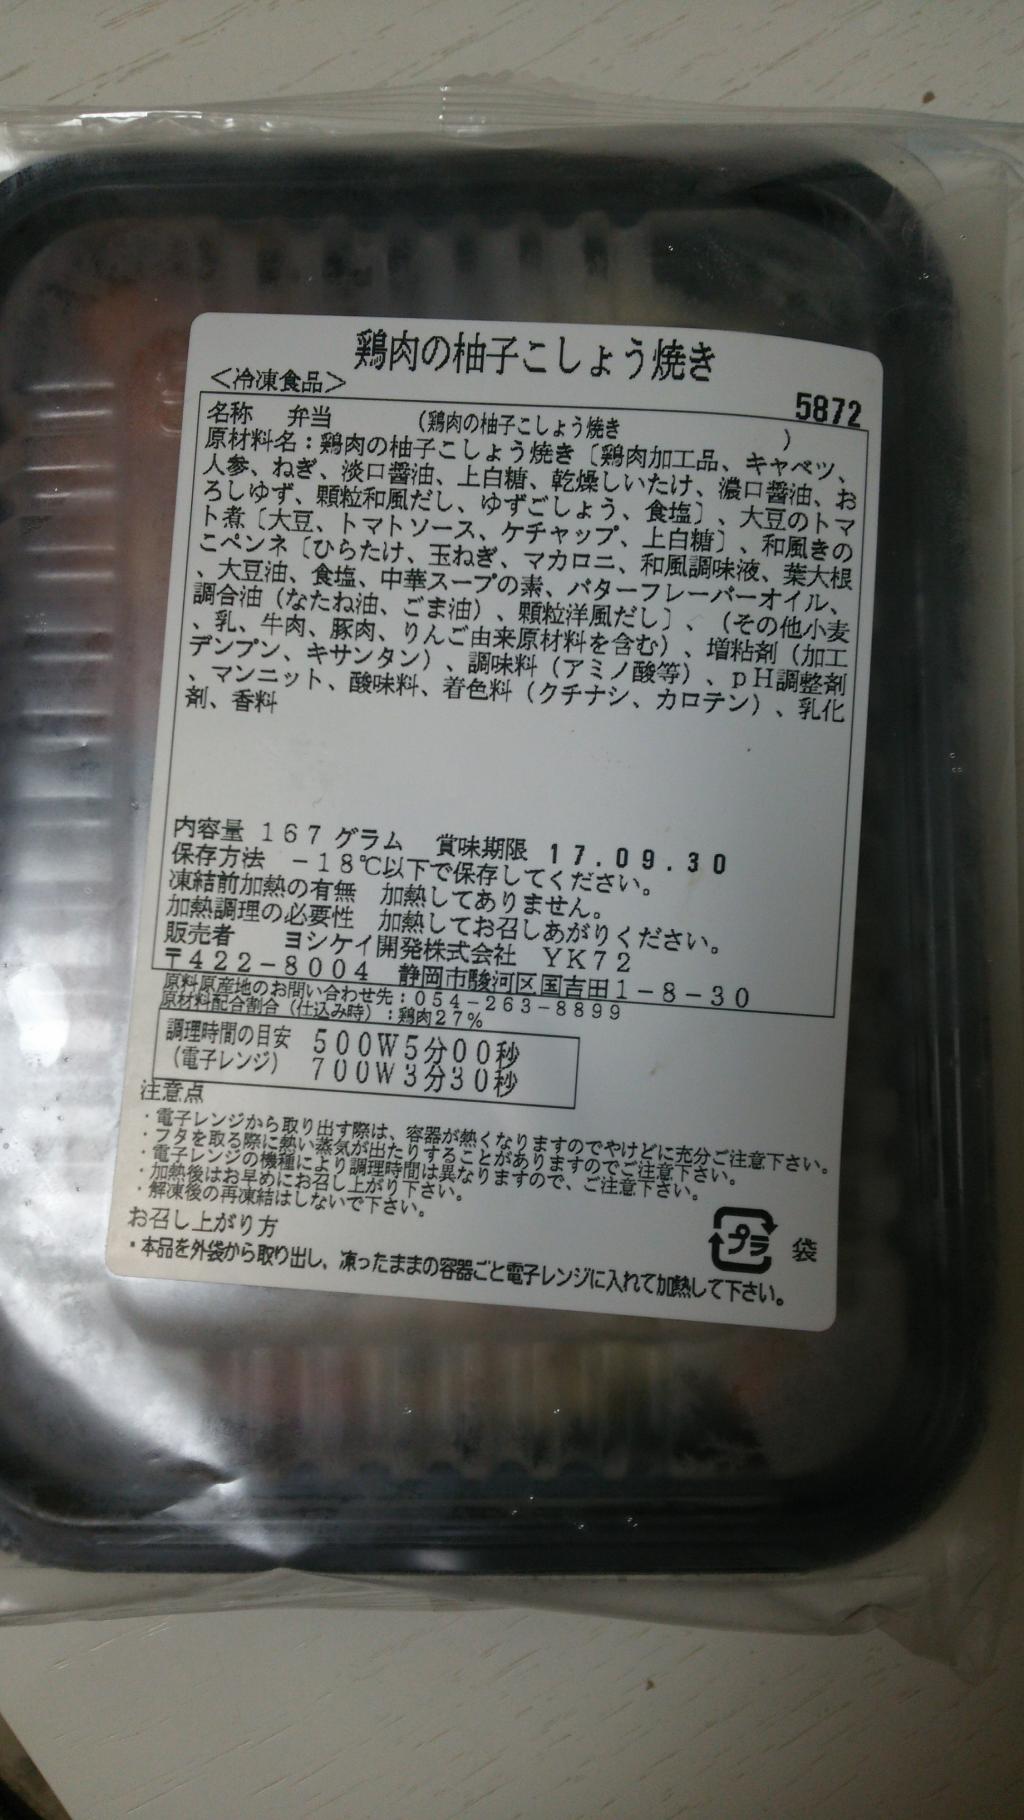 鶏肉の柚子こしょう焼き
＜冷凍食品＞
5872
名称　弁当　（鶏肉の柚子こしょう焼き　）
原材料名：鶏肉の柚子こしょう焼き〔鶏肉加工品、キャベツ、
人参、ねぎ、淡口醤油、上白糖、乾燥しいたけ、濃口醤油、お
ろしゆず、顆粒和風だし、ゆずごしょう、食塩〕、大豆のトマ
ト煮〔大豆、トマトソース、ケチャップ、上白糖〕、和風きの
こペンネ〔ひらたけ、玉ねぎ、マカロニ、和風調味液、葉大根
、大豆油、食塩、中華スープの素、バターフレーバーオイル、
調合油（なたね油、ごま油）、顆粒洋風だし〕、（その他小麦
、乳、牛肉、豚肉、りんご由来原材料を含む）、増粘剤（加工
デンプン、キサンタン）、調味料（アミノ酸等）、ｐＨ調整剤
、マンニット、酸味料、着色料（クチナシ、カロテン）、乳化
剤、香料
内容量　１６７グラム　賞味期限　17.09.30
保存方法　－１８℃以下で保存してください。
凍結前加熱の有無　加熱してありません。
加熱調理の必要性　加熱してお召しあがりください。
販売者　ヨシケイ開発株式会社　ＹＫ７２
〒４２２－８００４　静岡市駿河区国吉田１－８－３０
原料原産地のお問い合わせ先：０５４－２６３－８８９９
原材料配合割合（仕込み時）：鶏肉２７％
調理時間の目安　５００Ｗ５分００秒
（電子レンジ）　７００Ｗ３分３０秒
注意点
・電子レンジから取り出す際は、容器が熱くなりますのでやけどに充分ご注意下さい。
・フタを取る際に熱い蒸気が出たりすることがありますのでご注意下さい。
・電子レンジの機種により調理時間は異なりますので、ご注意下さい。
・加熱後はお早めにお召し上がり下さい。
・解凍後の再凍結はしないで下さい。
お召し上がり方
・本品を外袋から取り出し、凍ったままの容器ごと電子レンジに入れて加熱して下さい。
プラ　袋